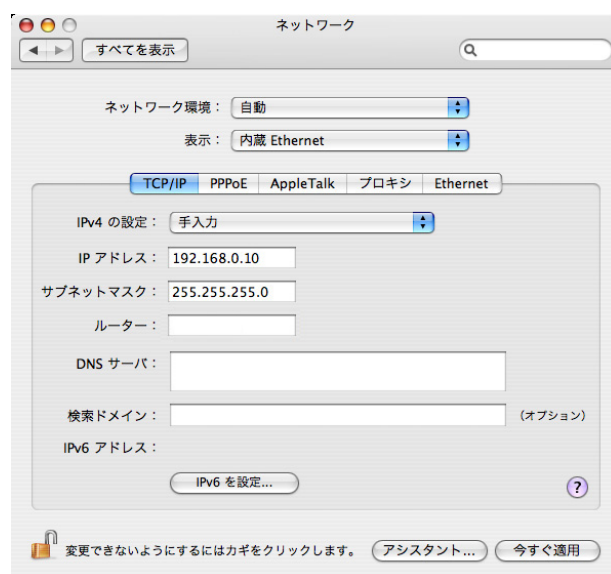 ネットワーク
すべてを表示
ネットワーク環境： 自動
表示： 内蔵 Ethernet
TCP/IP PPPoE AppleTalk プロキシ Ethernet
IPv4 の設定： 手入力
IP アドレス： 192.168.0.10
サブネットマスク： 255.255.255.0
ルーター：
DNS サーバ：
検索ドメイン： (オプション)
IPv6 アドレス：
IPv6 を設定...
?
変更できないようにするにはカギをクリックします。 アシスタント... 今すぐ適用